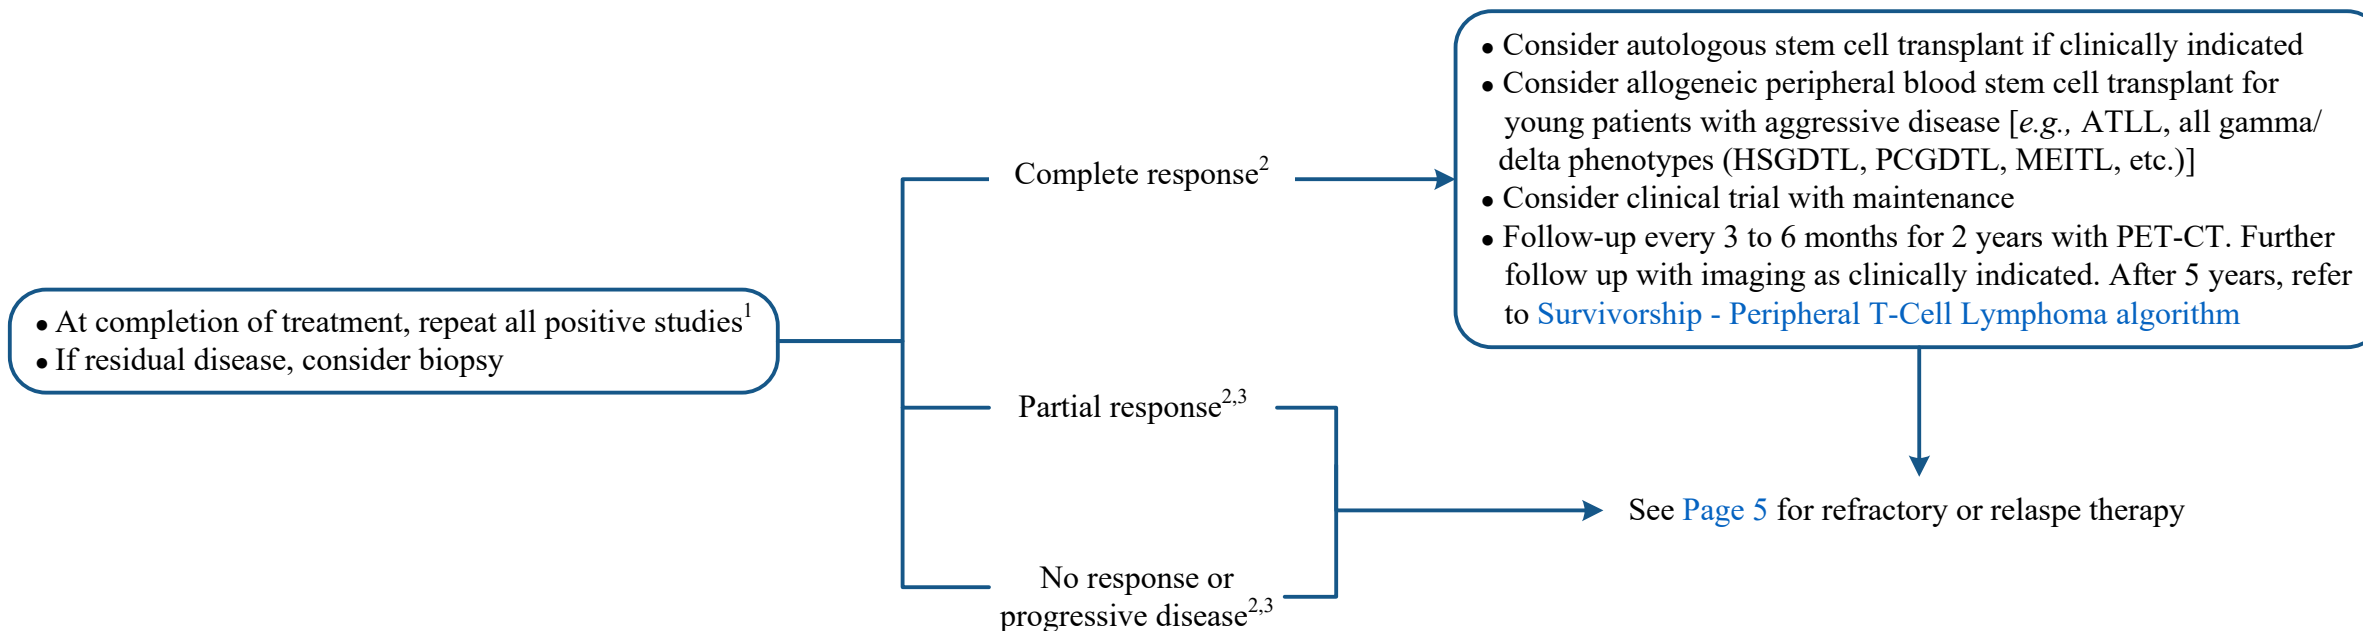 • At completion of treatment, repeat all positive studies1
• If residual disease, consider biopsy
Complete response2
Partial response2,3
No response or
progressive disease2,3
• Consider autologous stem cell transplant if clinically indicated
• Consider allogeneic peripheral blood stem cell transplant for
young patients with aggressive disease [e.g., ATLL, all gamma/
delta phenotypes (HSGDTL, PCGDTL, MEITL, etc.)]
• Consider clinical trial with maintenance
• Follow-up every 3 to 6 months for 2 years with PET-CT. Further
follow up with imaging as clinically indicated. After 5 years, refer
to Survivorship - Peripheral T-Cell Lymphoma algorithm
See Page 5 for refractory or relaspe therapy